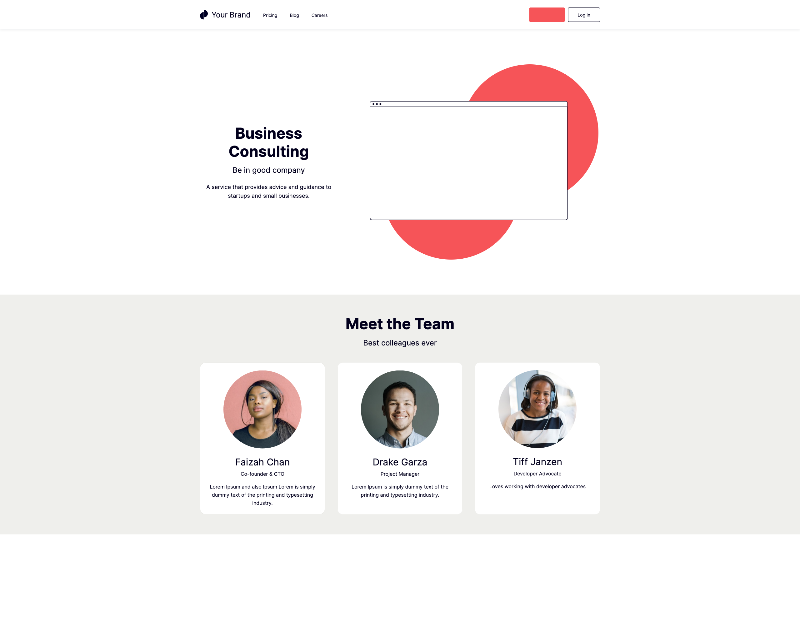 Your Brand
Pricing
Blog
Careers
Log in
Business
Consulting
Be in good company
A service that provides advice and guidance to
startups and small businesses.
Meet the Team
Best colleagues ever
Faizah Chan
Co-founder & CTO
Lorem Ipsum and also Ipsum Lorem is simply
dummy text of the printing and typesetting
industry.
Drake Garza
Project Manager
Lorem Ipsum is simply dummy text of the
printing and typesetting industry.
Tiff Janzen
Developer Advocate
oves working with developer advocates